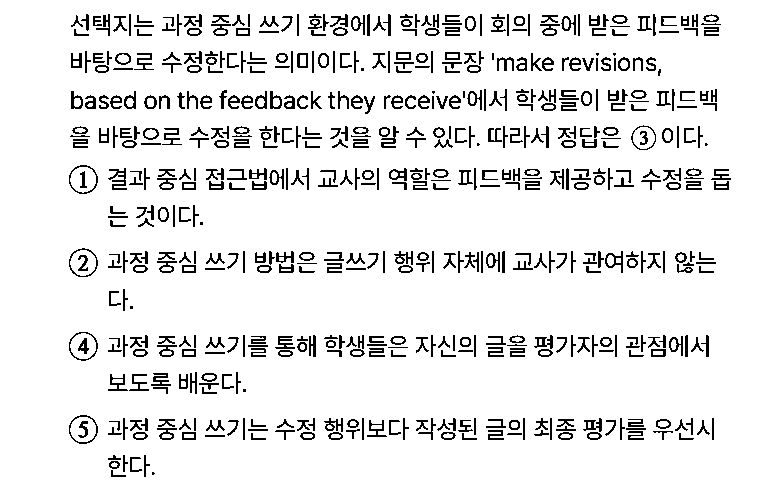 선택지는 과정 중심 쓰기 환경에서 학생들이 회의 중에 받은 피드백을
바탕으로 수정한다는 의미이다. 지문의 문장 'make revisions,
based on the feedback they receive'에서 학생들이 받은 피드백
을 바탕으로 수정을 한다는 것을 알 수 있다. 따라서 정답은 ③이다.
① 결과 중심 접근법에서 교사의 역할은 피드백을 제공하고 수정을 돕
는 것이다.
② 과정 중심 쓰기 방법은 글쓰기 행위 자체에 교사가 관여하지 않는
다.
④ 과정 중심 쓰기를 통해 학생들은 자신의 글을 평가자의 관점에서
보도록 배운다.
⑤ 과정 중심 쓰기는 수정 행위보다 작성된 글의 최종 평가를 우선시
한다.